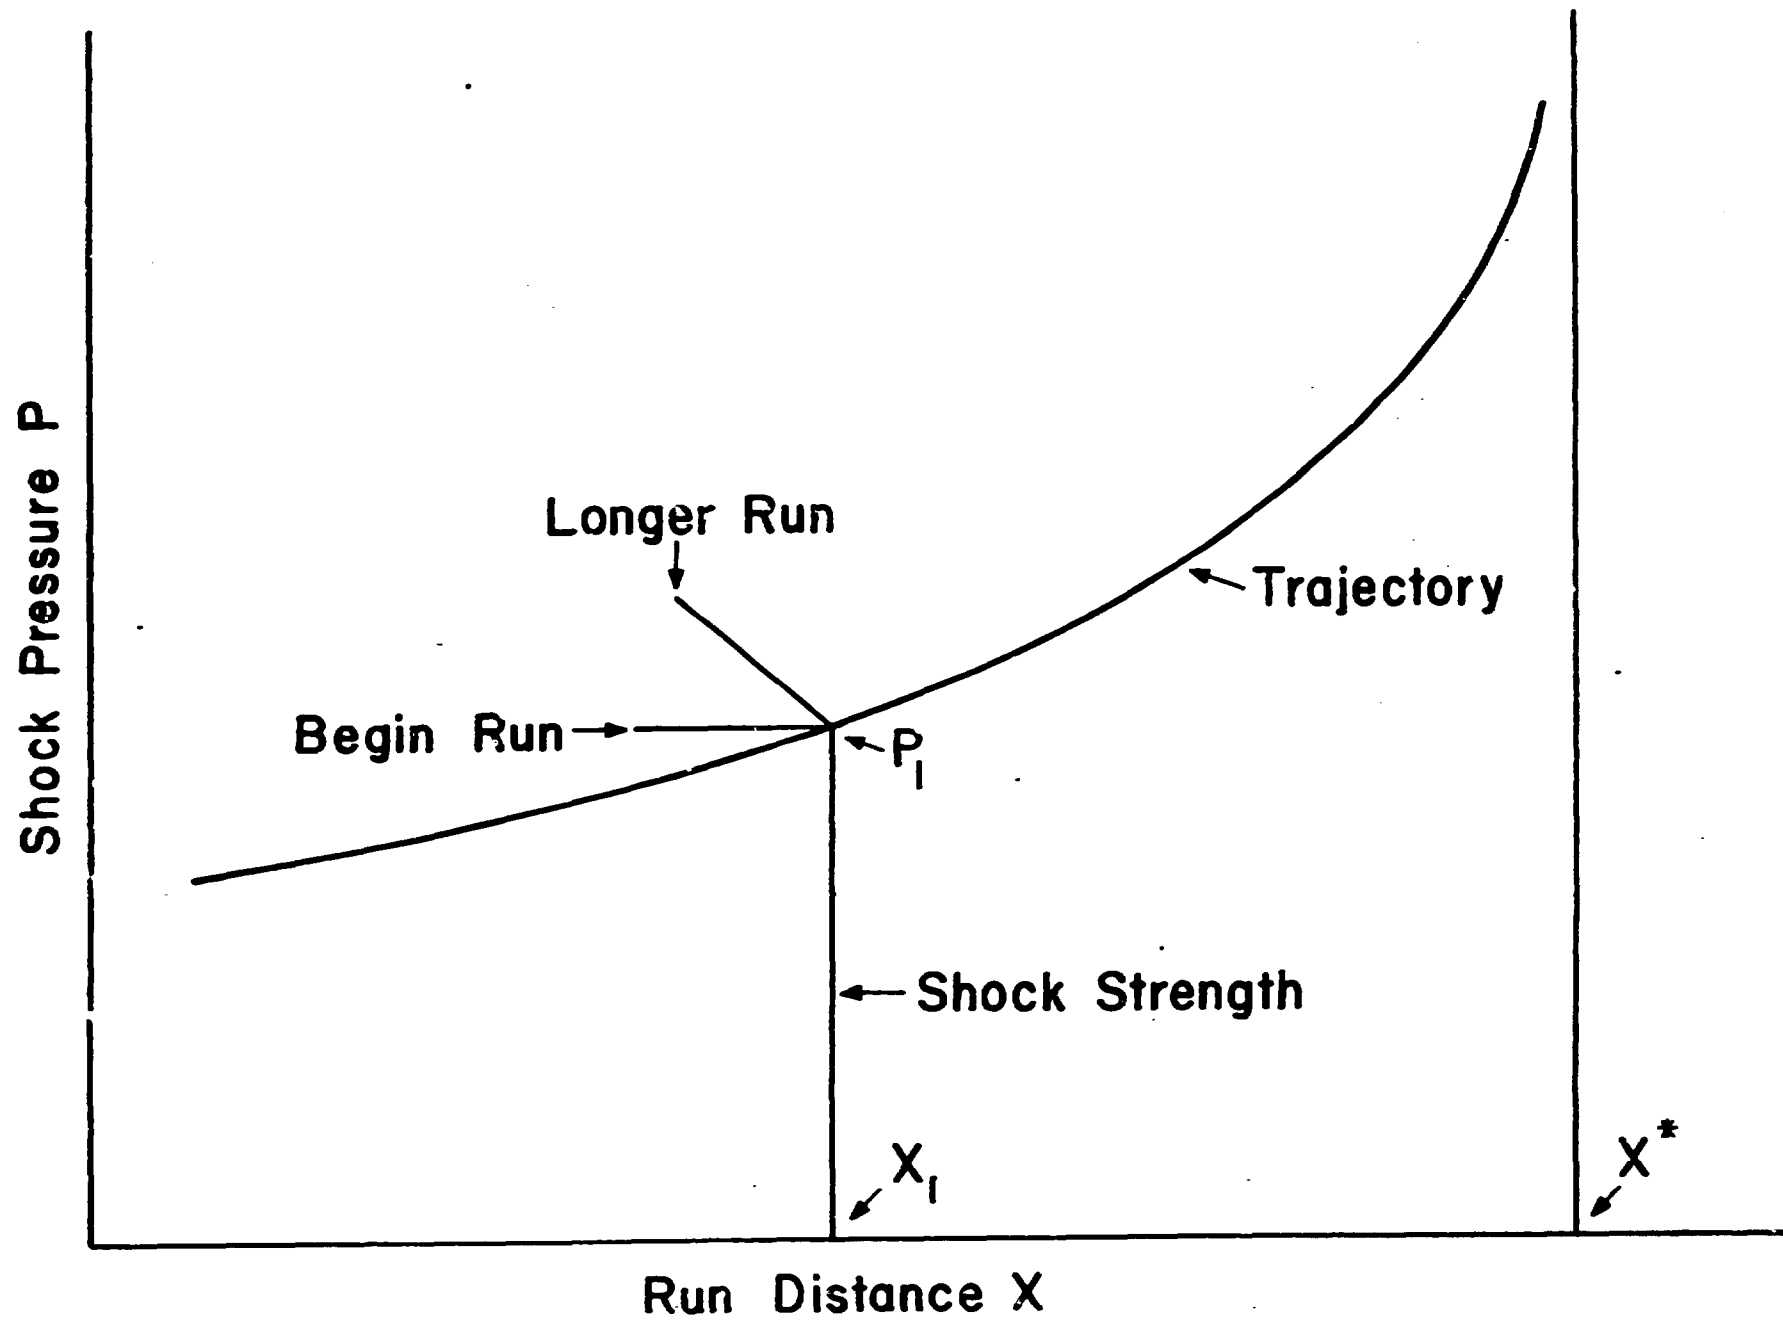 Shock Pressure P
Longer Run
Trajectory
Begin Run
P₁
Shock Strength
X₁
X*
Run Distance X